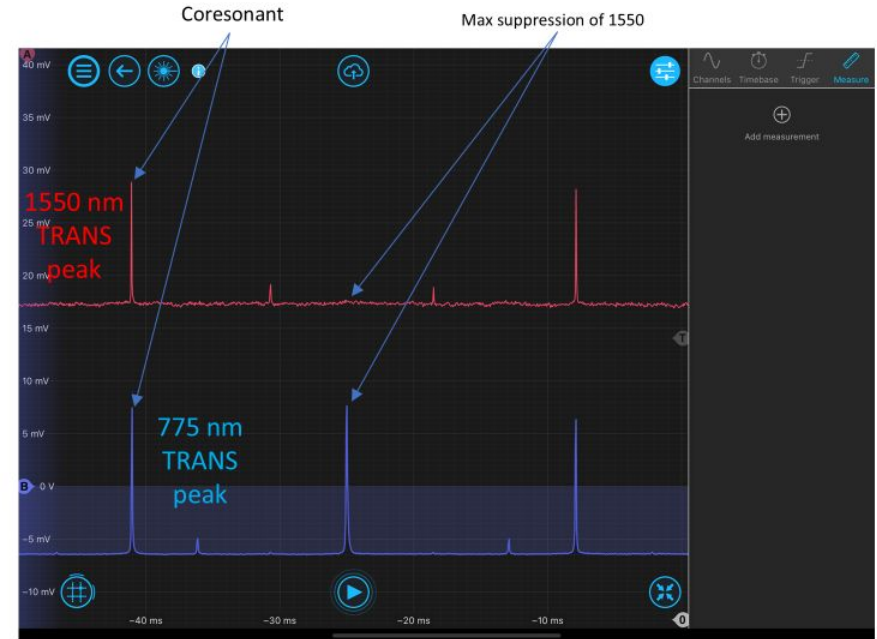 Coresonant
Max suppression of 1550
A
40 mV
35 mV
30 mV
25 mV
20 mV
15 mV
10 mV
5 mV
B 0 V
−5 mV
−10 mV
1550 nm
TRANS
peak
775 nm
TRANS
peak
Channels Timebase Trigger Measure
Add measurement
T
−40 ms −30 ms −20 ms −10 ms 0